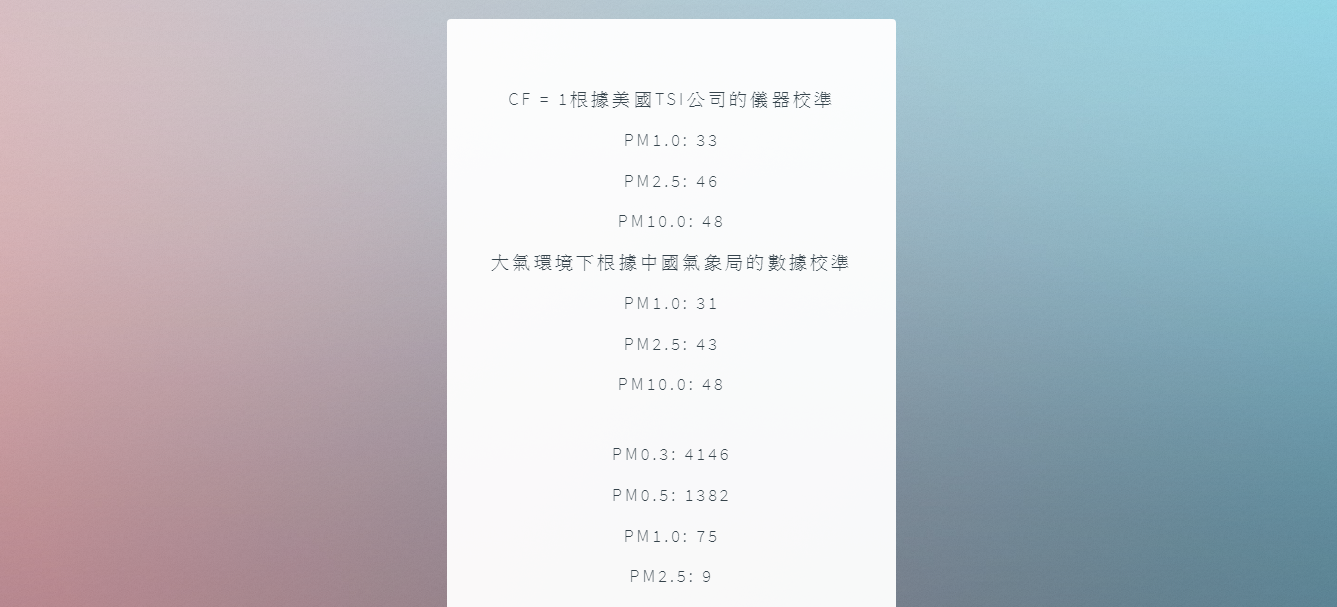 CF = 1根據美國TSI公司的儀器校準
PM1.0: 33
PM2.5: 46
PM10.0: 48
大氣環境下根據中國氣象局的數據校準
PM1.0: 31
PM2.5: 43
PM10.0: 48
PM0.3: 4146
PM0.5: 1382
PM1.0: 75
PM2.5: 9